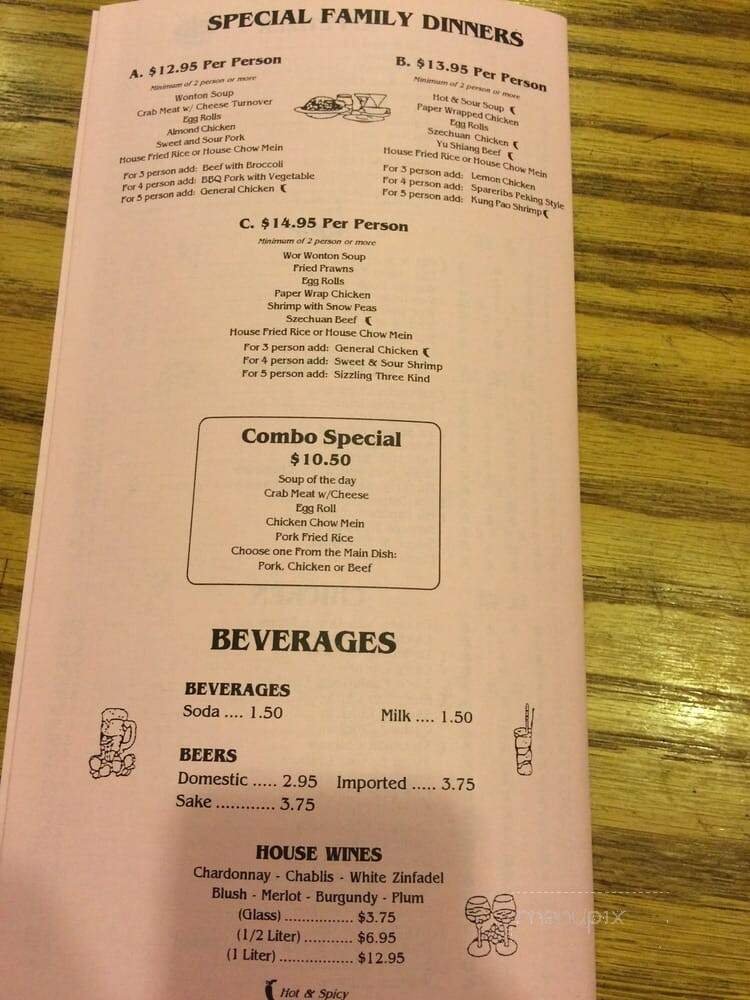 SPECIAL FAMILY DINNERS
A. $12.95 Per Person
Minimum of 2 person or more
Wonton Soup
Crab Meat w/ Cheese Turnover
Egg Rolls
Almond Chicken
Sweet and Sour Pork
House Fried Rice or House Chow Mein
For 3 person add: Beef with Broccoli
For 4 person add: BBQ Pork with Vegetable
For 5 person add: General Chicken
B. $13.95 Per Person
Minimum of 2 person or more
Hot & Sour Soup
Paper Wrapped Chicken
Egg Rolls
Szechuan Chicken
Yu Shiang Beef
House Fried Rice or House Chow Mein
For 3 person add: Lemon Chicken
For 4 person add: Spareribs Peking Style
For 5 person add: Kung Pao Shrimp
C. $14.95 Per Person
Minimum of 2 person or more
Wor Wonton Soup
Fried Prawns
Egg Rolls
Paper Wrap Chicken
Shrimp with Snow Peas
Szechuan Beef
House Fried Rice or House Chow Mein
For 3 person add: General Chicken
For 4 person add: Sweet & Sour Shrimp
For 5 person add: Sizzling Three Kind
Combo Special
$10.50
Soup of the day
Crab Meat w/Cheese
Egg Roll
Chicken Chow Mein
Pork Fried Rice
Choose one From the Main Dish:
Pork, Chicken or Beef
BEVERAGES
BEVERAGES
Soda .... 1.50 Milk .... 1.50
BEERS
Domestic ..... 2.95 Imported ..... 3.75
Sake ............ 3.75
HOUSE WINES
Chardonnay - Chablis - White Zinfadel
Blush - Merlot - Burgundy - Plum
(Glass) ................ $3.75
(1/2 Liter) ........... $6.95
(1 Liter) ................. $12.95
menupix
Hot & Spicy